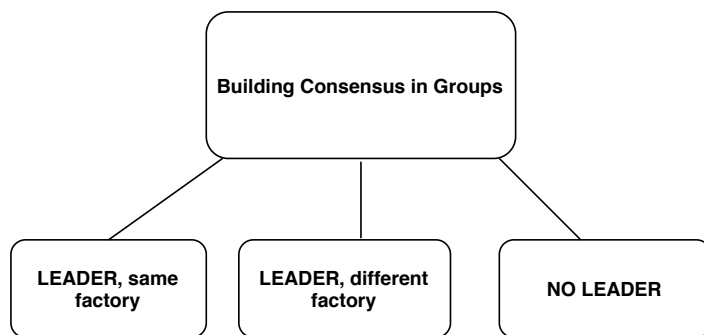 Building Consensus in Groups
LEADER, same
factory
LEADER, different
factory
NO LEADER